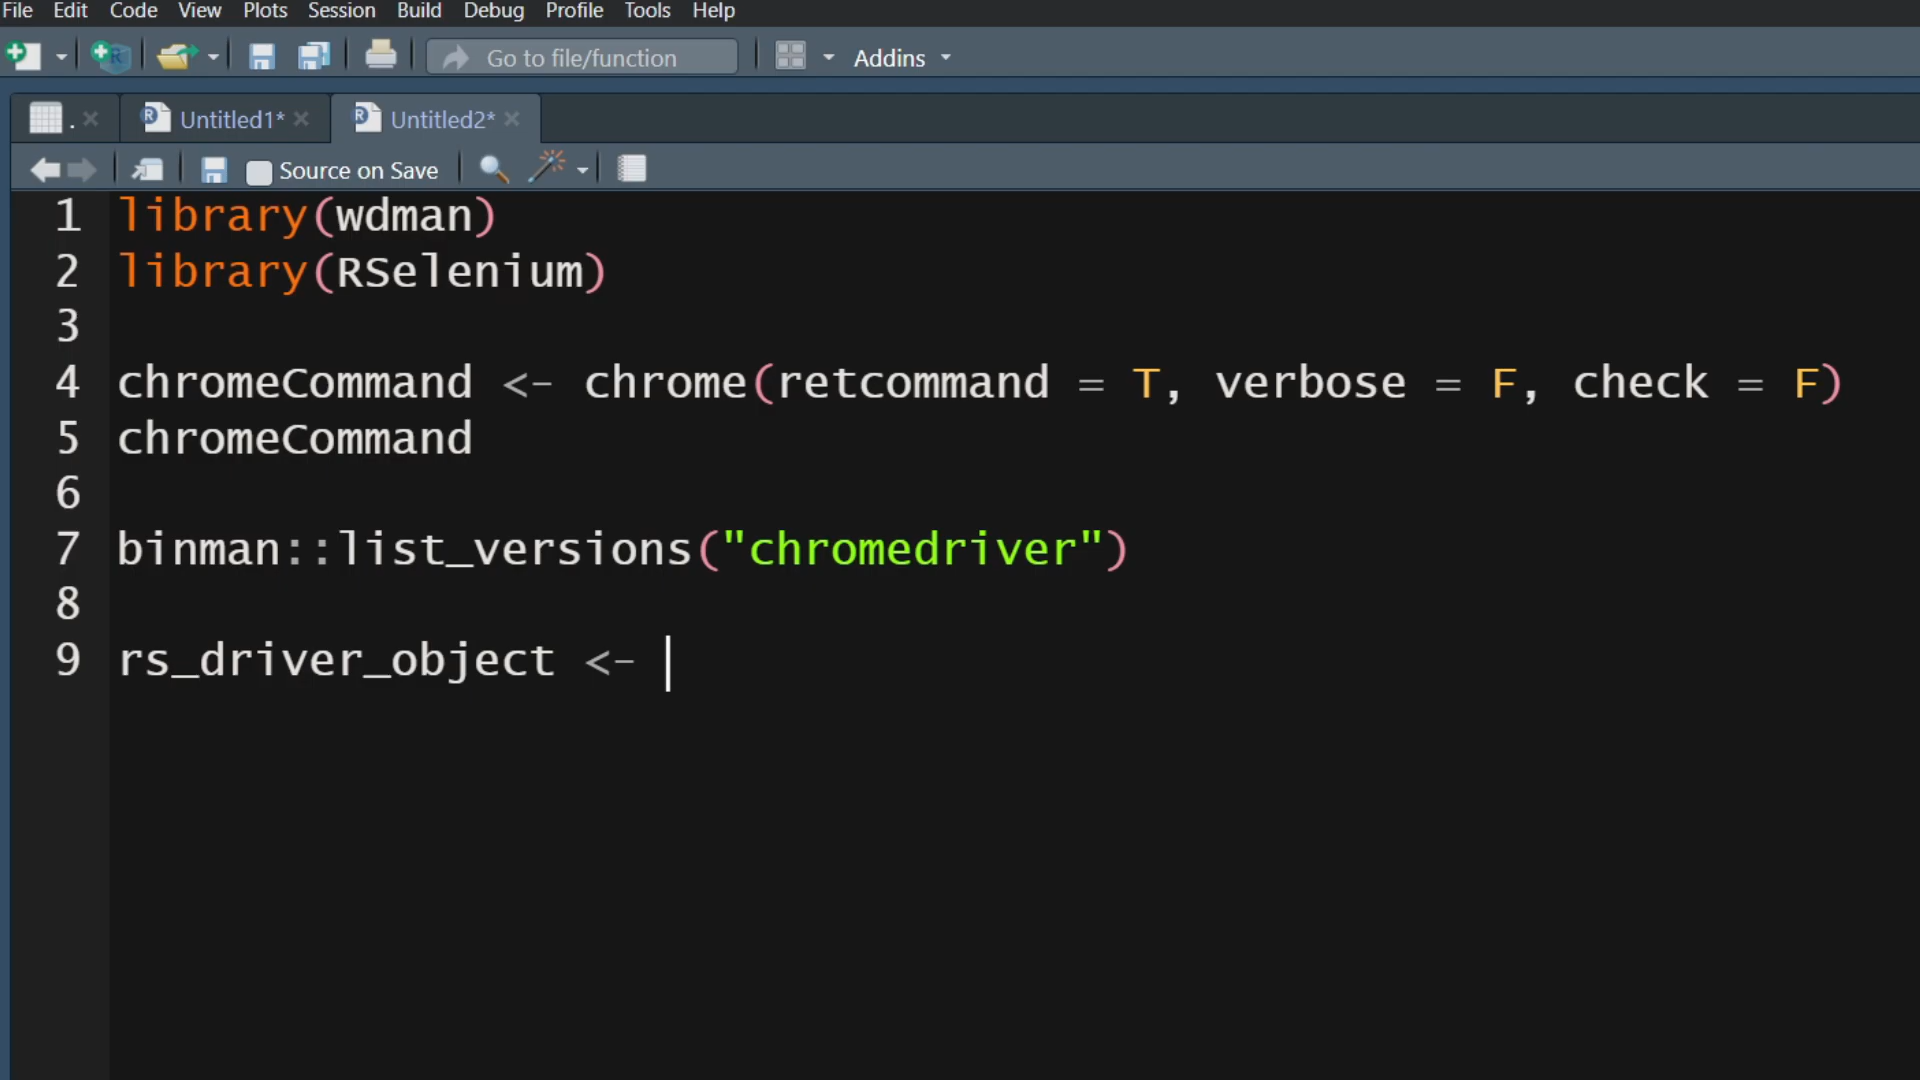 File Edit Code View Plots Session Build Debug Profile Tools Help
Go to file/function Addins
. Untitled1* Untitled2*
Source on Save
1 library(wdman)
2 library(RSelenium)
3
4 chromeCommand <- chrome(retcommand = T, verbose = F, check = F)
5 chromeCommand
6
7 binman::list_versions("chromedriver")
8
9 rs_driver_object <-